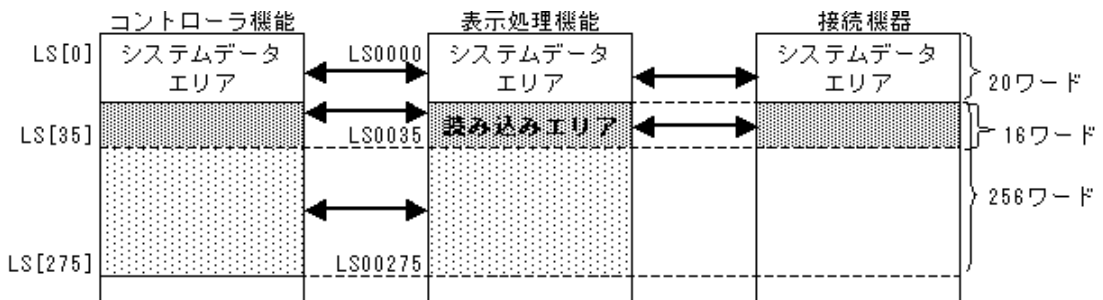 コントローラ機能 表示処理機能 接続機器
LS[0] システムデータ LS0000 システムデータ システムデータ
エリア エリア エリア 20ワード
LS[35] LS0035 読み込みエリア 16ワード
256ワード
LS[275] LS00275